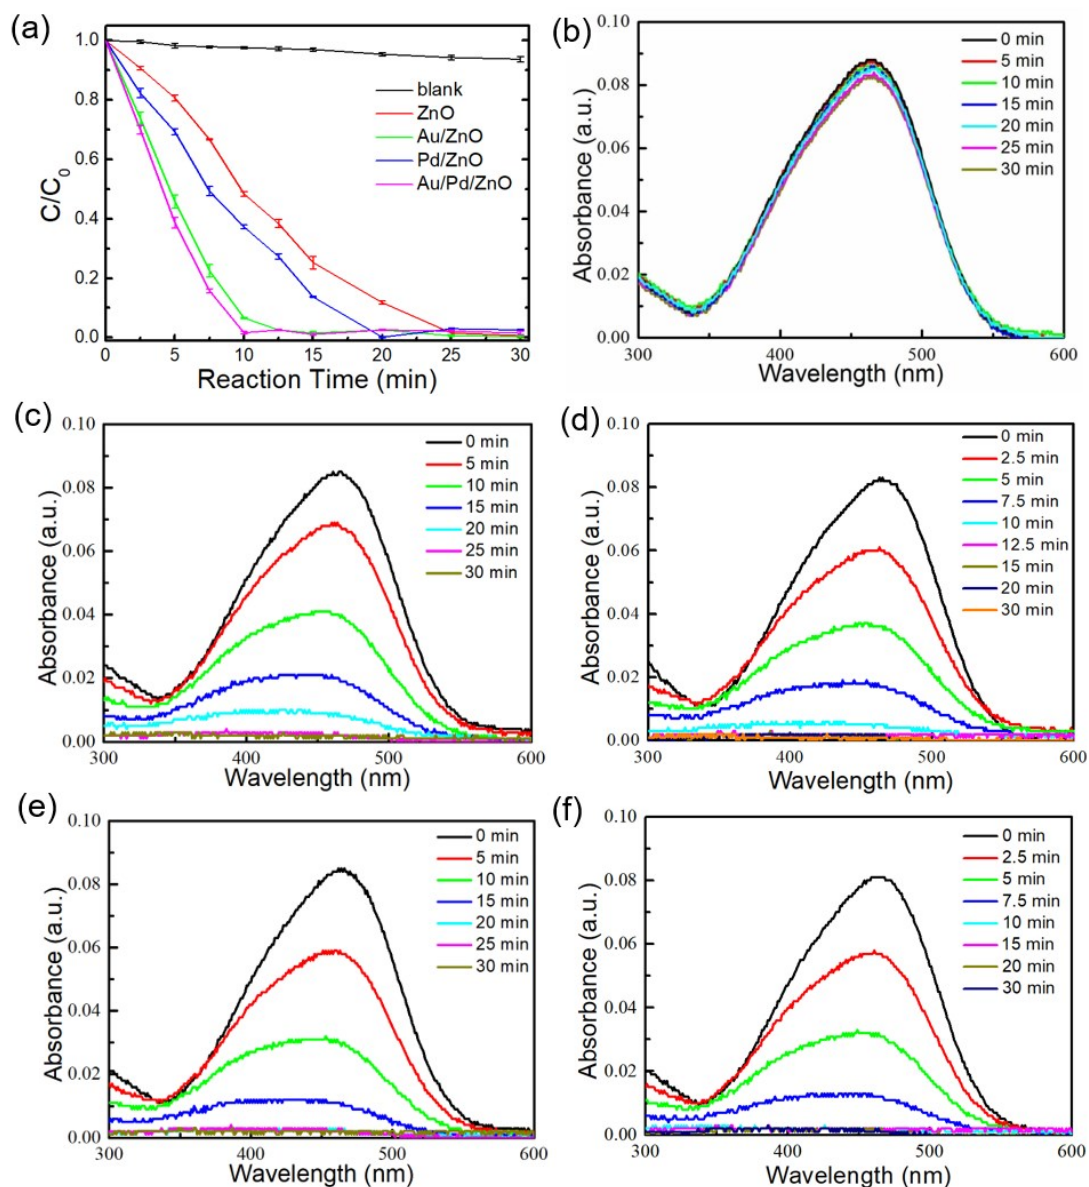 (a)
1.0
0.8
0.6
0.4
0.2
0.0
C/C0
blank
ZnO
Au/ZnO
Pd/ZnO
Au/Pd/ZnO
0 5 10 15 20 25 30
Reaction Time (min)
(b)
0.10
0.08
0.06
0.04
0.02
0.00
Absorbance (a.u.)
0 min
5 min
10 min
15 min
20 min
25 min
30 min
300 400 500 600
Wavelength (nm)
(c)
0.10
0.08
0.06
0.04
0.02
0.00
Absorbance (a.u.)
0 min
5 min
10 min
15 min
20 min
25 min
30 min
300 400 500 600
Wavelength (nm)
(d)
0.10
0.08
0.06
0.04
0.02
0.00
Absorbance (a.u.)
0 min
2.5 min
5 min
7.5 min
10 min
12.5 min
15 min
20 min
30 min
300 400 500 600
Wavelength (nm)
(e)
0.10
0.08
0.06
0.04
0.02
0.00
Absorbance (a.u.)
0 min
5 min
10 min
15 min
20 min
25 min
30 min
300 400 500 600
Wavelength (nm)
(f)
0.10
0.08
0.06
0.04
0.02
0.00
Absorbance (a.u.)
0 min
2.5 min
5 min
7.5 min
10 min
15 min
20 min
30 min
300 400 500 600
Wavelength (nm)